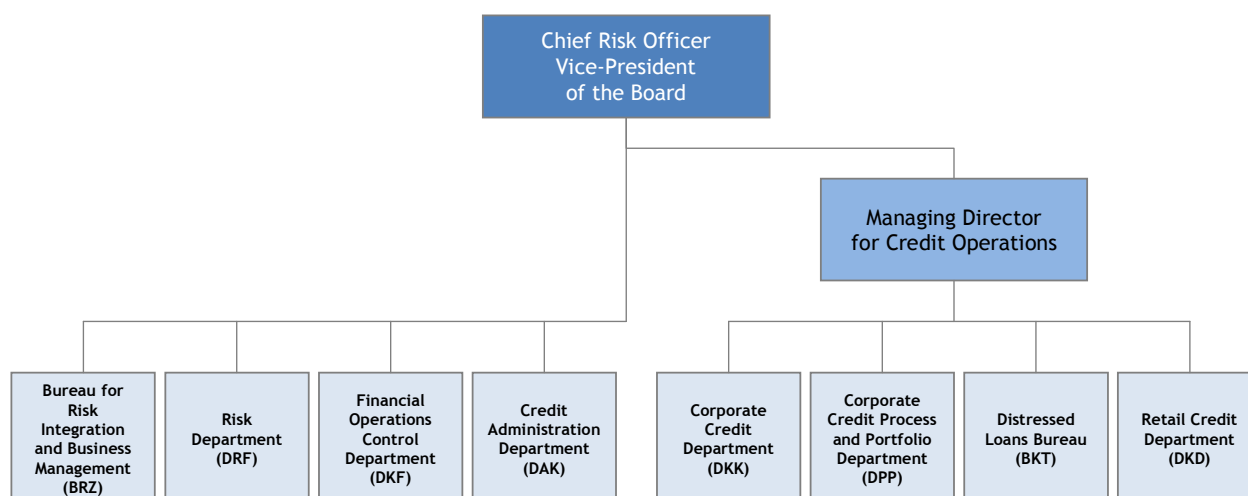 Chief Risk Officer
Vice-President
of the Board
Managing Director
for Credit Operations
Bureau for
Risk
Integration
and Business
Management
(BRZ)
Risk
Department
(DRF)
Financial
Operations
Control
Department
(DKF)
Credit
Administration
Department
(DAK)
Corporate
Credit
Department
(DKK)
Corporate
Credit Process
and Portfolio
Department
(DPP)
Distressed
Loans Bureau
(BKT)
Retail Credit
Department
(DKD)